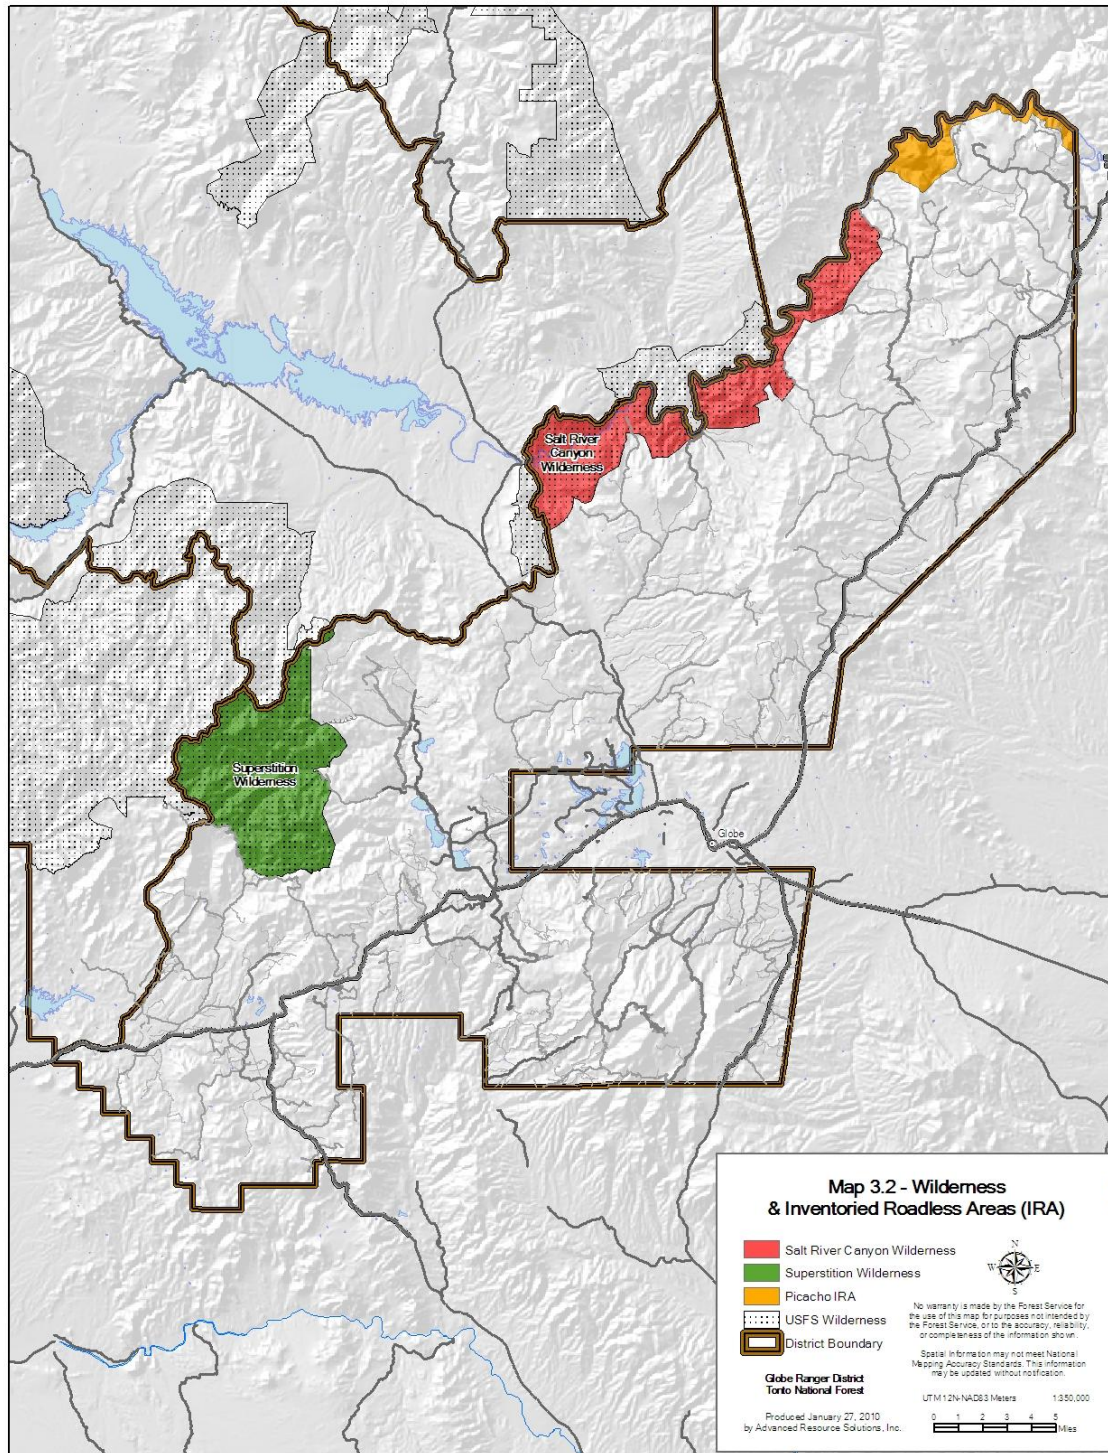 Salt River
Canyon
Wilderness
Superstition
Wilderness
Globe
Map 3.2 - Wilderness
& Inventoried Roadless Areas (IRA)
Salt River Canyon Wilderness
Superstition Wilderness
Picacho IRA
USFS Wilderness
District Boundary
N
W
E
S
No warranty is made by the Forest Service for
the use of this map for purposes not intended by
the Forest Service, or to the accuracy, reliability,
or completeness of the information shown.
Spatial Information may not meet National
Mapping Accuracy Standards. This information
may be updated without notification.
Globe Ranger District
Tonto National Forest
UTM 12N-NAD83 Meters 1:350,000
Produced January 27, 2010
by Advanced Resource Solutions, Inc.
0 1 2 3 4 5
Miles